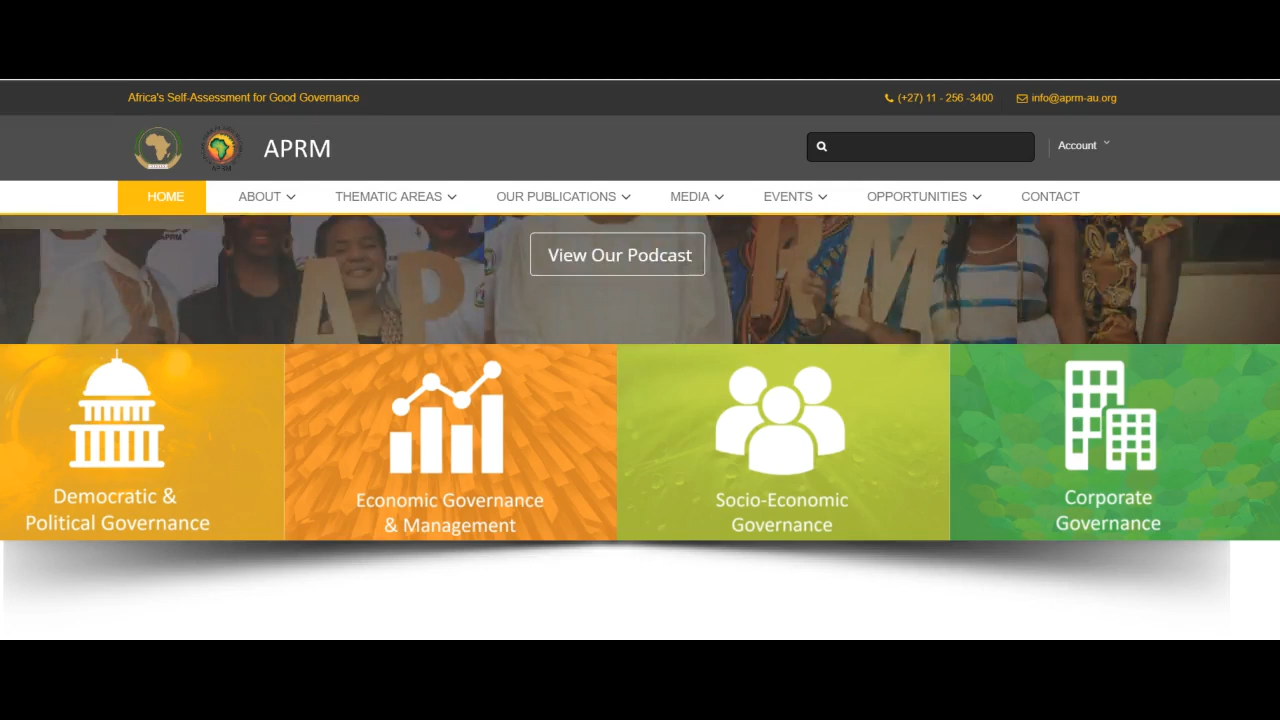 Africa's Self-Assessment for Good Governance
(+27) 11 - 256 -3400
info@aprm-au.org
APRM
APRM
Account
HOME
ABOUT
THEMATIC AREAS
OUR PUBLICATIONS
MEDIA
EVENTS
OPPORTUNITIES
CONTACT
APRM
View Our Podcast
A P R M
Democratic &
Political Governance
Economic Governance
& Management
Socio-Economic
Governance
Corporate
Governance